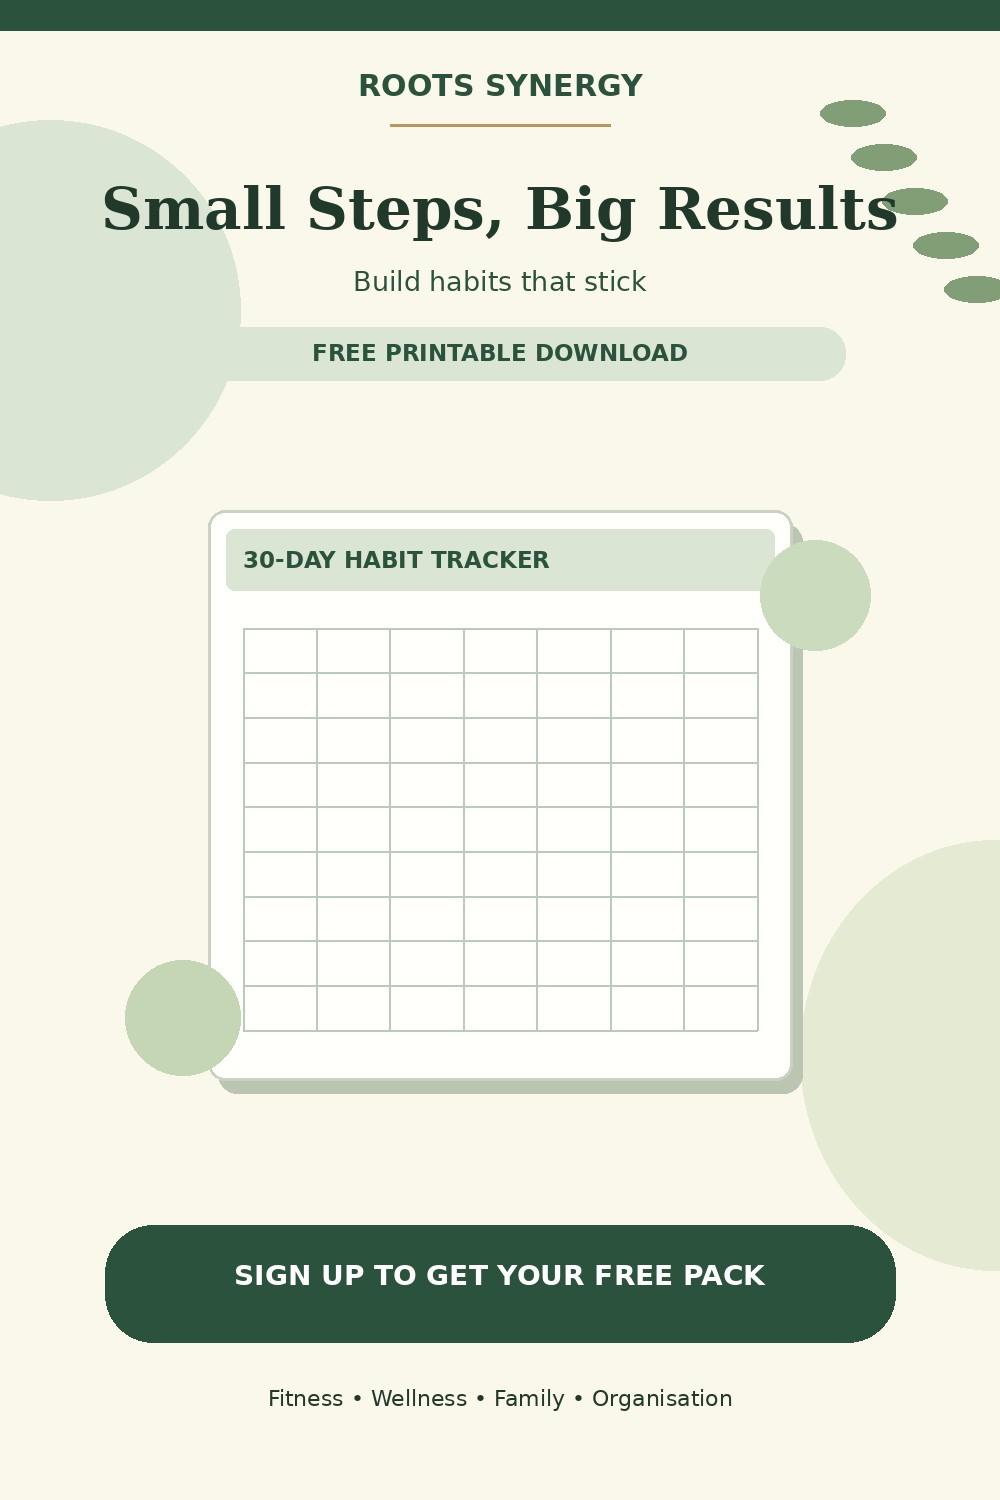 ROOTS SYNERGY
Small Steps, Big Results
Build habits that stick
FREE PRINTABLE DOWNLOAD
30-DAY HABIT TRACKER
SIGN UP TO GET YOUR FREE PACK
Fitness • Wellness • Family • Organisation